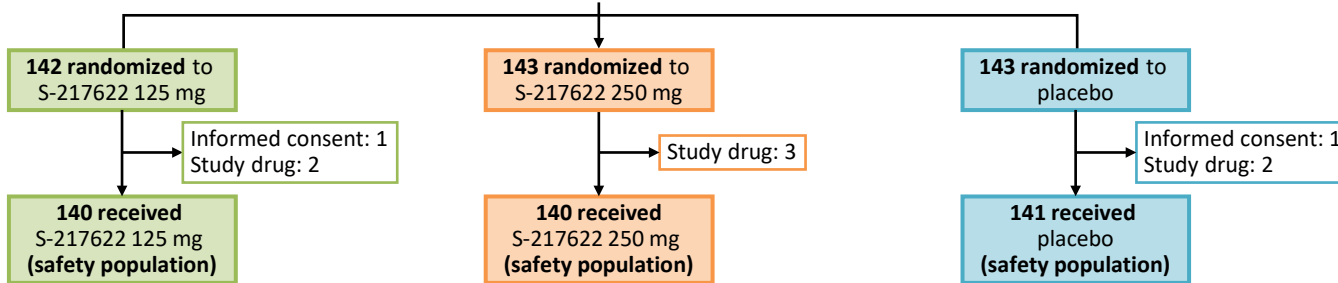 142 randomized to
S-217622 125 mg
143 randomized to
S-217622 250 mg
143 randomized to
placebo
Informed consent: 1
Study drug: 2
Study drug: 3
Informed consent: 1
Study drug: 2
140 received
S-217622 125 mg
(safety population)
140 received
S-217622 250 mg
(safety population)
141 received
placebo
(safety population)